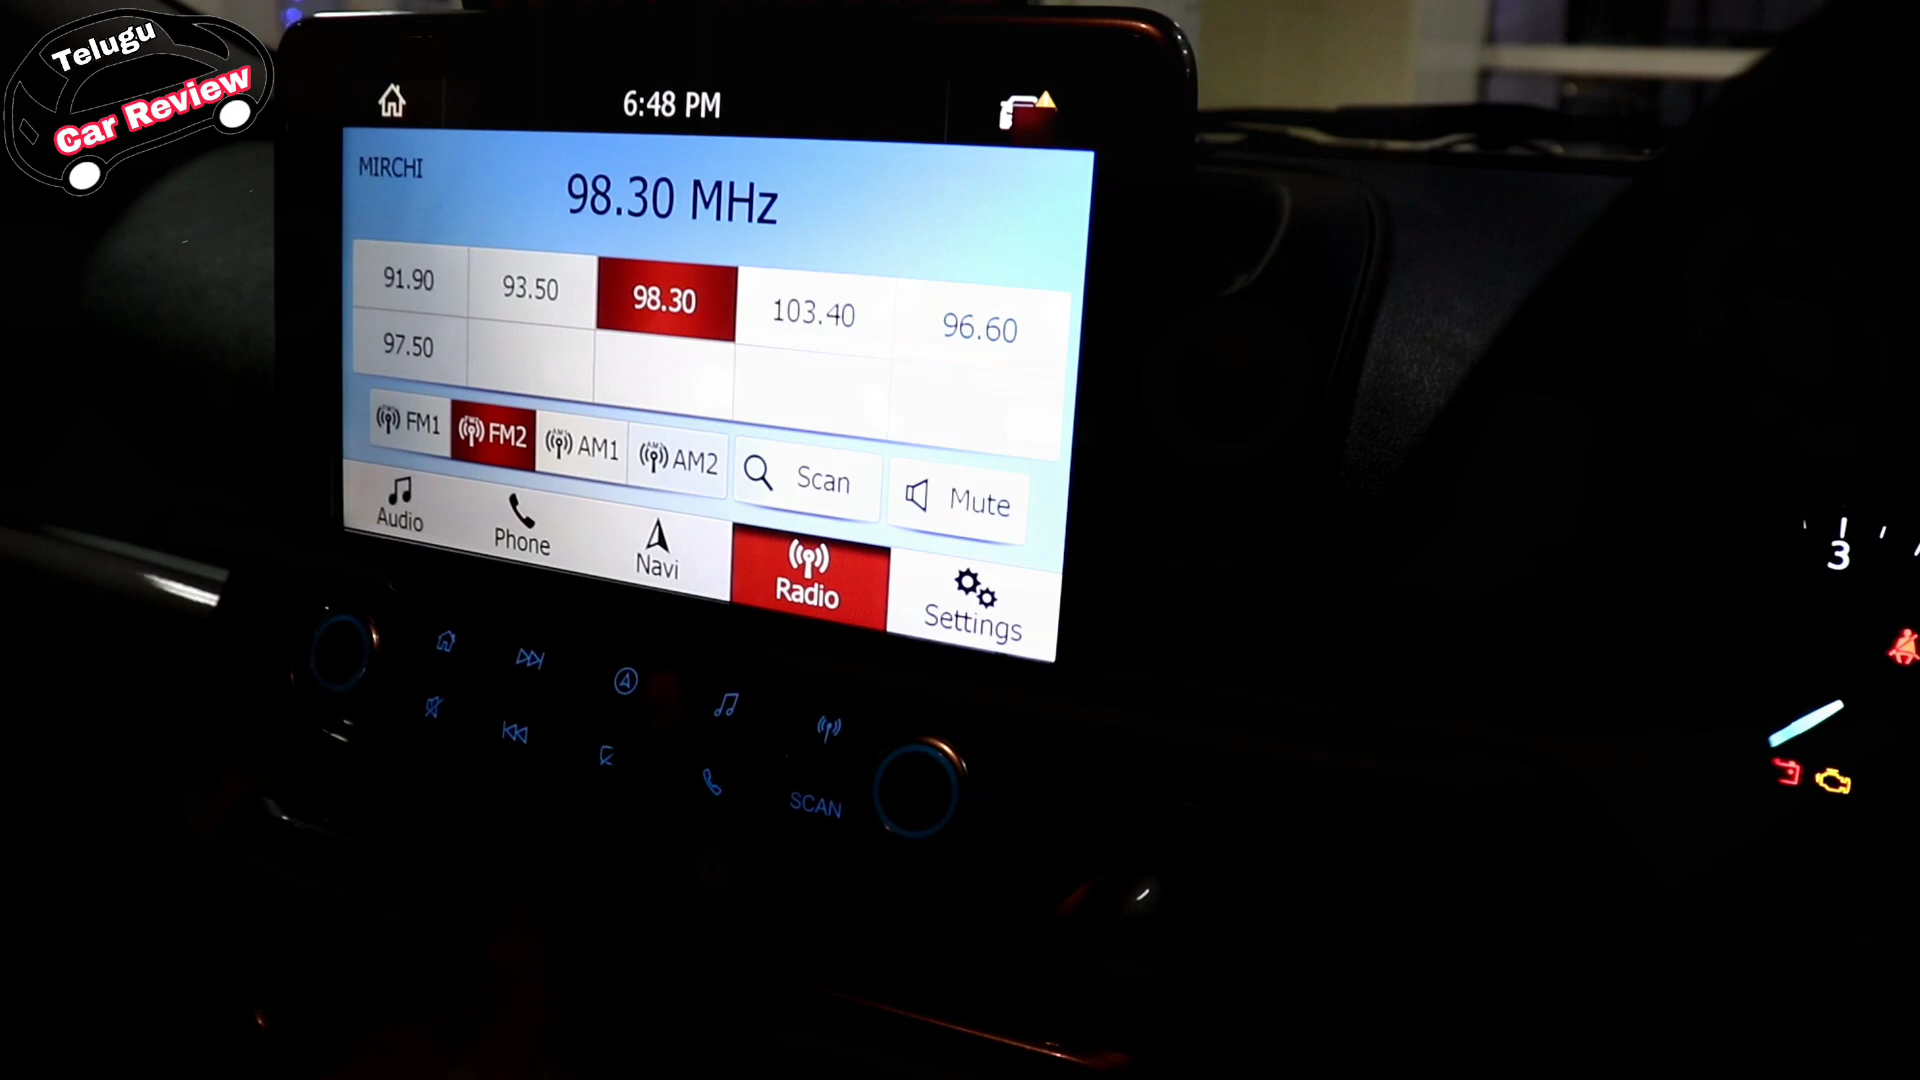 Telugu
Car Review
6:48 PM
MIRCHI
98.30 MHz
91.90 93.50 98.30 103.40 96.60
97.50
FM1 FM2 AM1 AM2 Scan Mute
Audio Phone Navi Radio Settings
SCAN
3